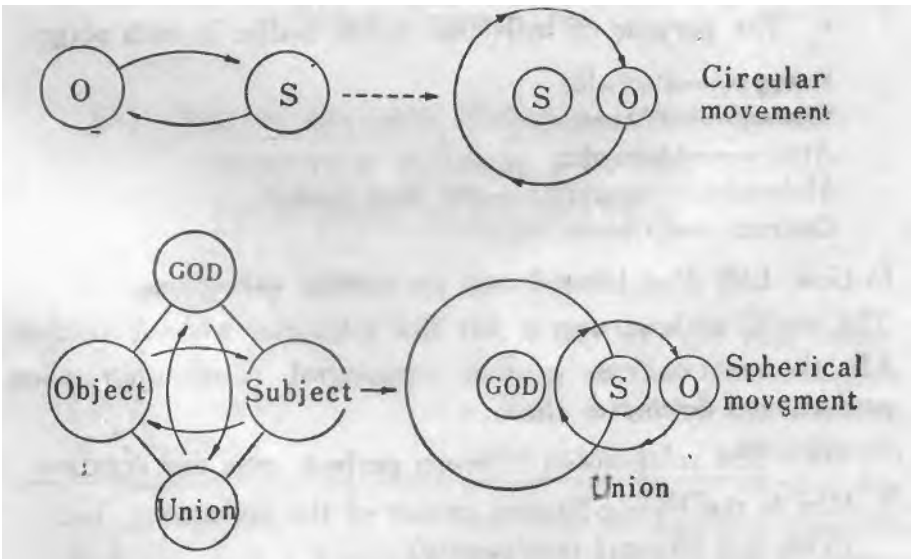 O
S
S
O
Circular
movement
GOD
Object
Subject
Union
GOD
S
O
Spherical
movement
Union